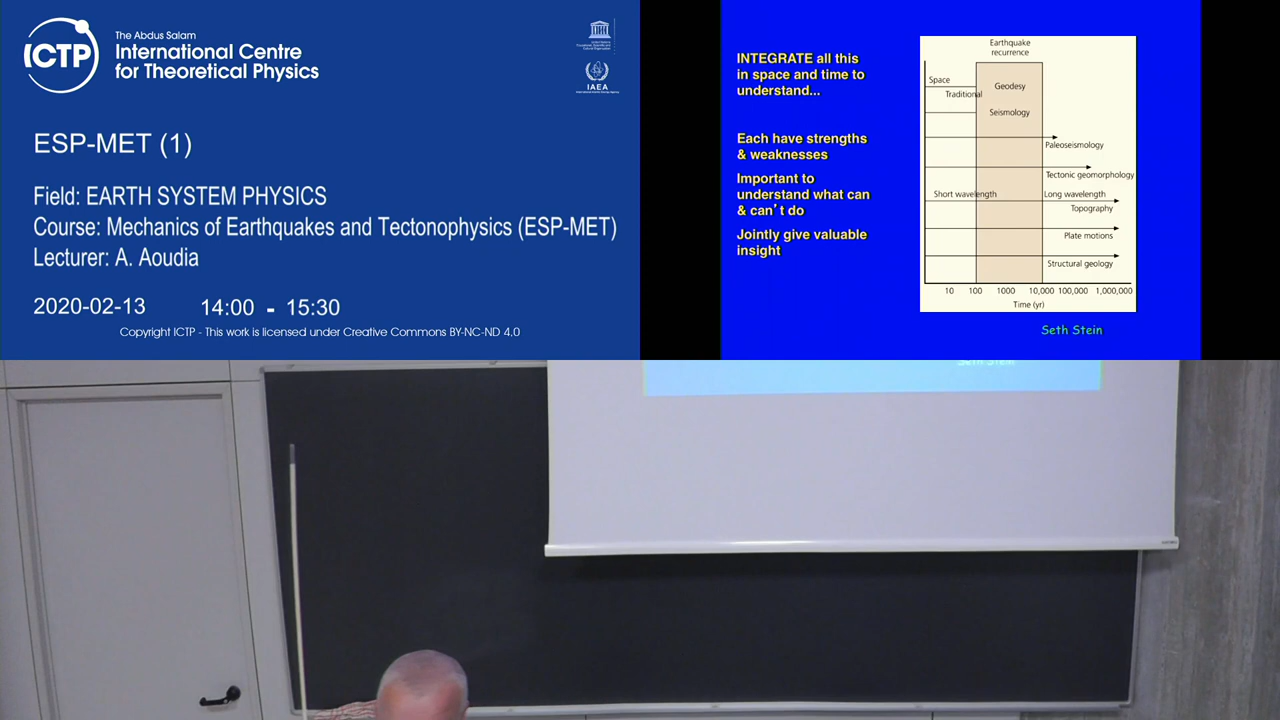 ICTP
The Abdus Salam
International Centre
for Theoretical Physics
IAEA
ESP-MET (1)
Field: EARTH SYSTEM PHYSICS
Course: Mechanics of Earthquakes and Tectonophysics (ESP-MET)
Lecturer: A. Aoudia
2020-02-13 14:00 - 15:30
Copyright ICTP - This work is licensed under Creative Commons BY-NC-ND 4.0
INTEGRATE all this
in space and time to
understand...
Each have strengths
& weaknesses
Important to
understand what can
& can't do
Jointly give valuable
insight
Earthquake
recurrence
Space
Geodesy
Traditional
Seismology
Paleoseismology
Tectonic geomorphology
Short wavelength Long wavelength
Topography
Plate motions
Structural geology
10 100 1000 10,000 100,000 1,000,000
Time (yr)
Seth Stein
Seth Stein